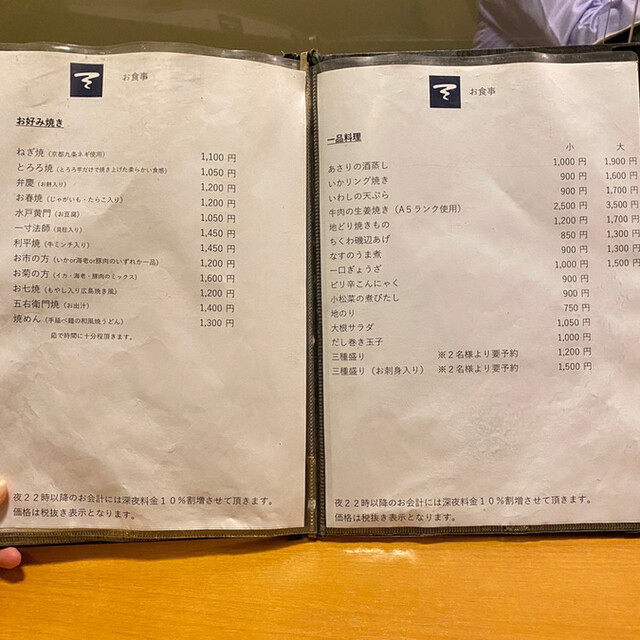 お食事
お好み焼き
ねぎ焼（京都九条ネギ使用） 1,100 円
とろろ焼（とろろ芋だけで焼き上げた柔らかい食感） 1,050 円
弁慶（お餅入り） 1,200 円
お春焼（じゃがいも・たらこ入り） 1,200 円
水戸黄門（お豆腐） 1,050 円
一寸法師（貝柱入り） 1,450 円
利平焼（牛ミンチ入り） 1,450 円
お市の方（いかor海老or豚肉のいずれか一品） 1,200 円
お菊の方（イカ・海老・豚肉のミックス） 1,600 円
お七焼（もやし入り広島焼き風） 1,200 円
五右衛門焼（お出汁） 1,400 円
焼めん（手延べ麺の和風焼うどん） 1,300 円
茹で時間に十分程頂きます。
夜２２時以降のお会計には深夜料金１０％割増させて頂きます。
価格は税抜き表示となります。
お食事
一品料理
小 大
あさりの酒蒸し 1,000 円 1,900 円
いかリング焼き 900 円 1,600 円
いわしの天ぷら 900 円 1,700 円
牛肉の生姜焼き（A５ランク使用） 2,500 円 3,500 円
地どり焼きもの 1,200 円 1,700 円
ちくわ磯辺あげ 850 円 1,300 円
なすのうま煮 900 円 1,300 円
一口ぎょうざ 1,000 円 1,500 円
ピリ辛こんにゃく 900 円
小松菜の煮びたし 900 円
地のり 750 円
大根サラダ 1,050 円
だし巻き玉子 1,000 円
三種盛り ※２名様より要予約 1,200 円
三種盛り（お刺身入り） ※２名様より要予約 1,500 円
夜２２時以降のお会計には深夜料金１０％割増させて頂きます。
価格は税抜き表示となります。